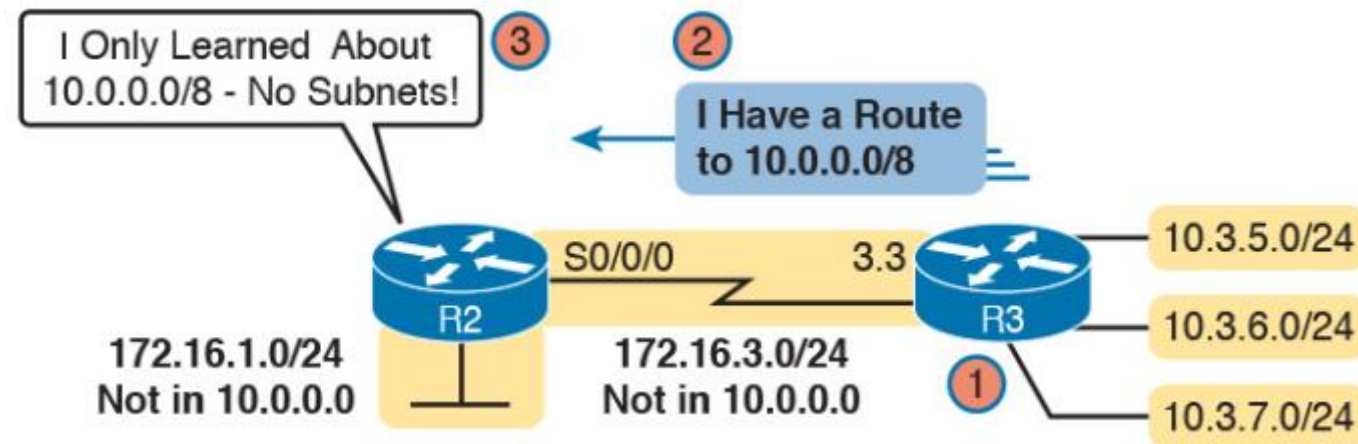 I Only Learned About
10.0.0.0/8 - No Subnets!
3
2
I Have a Route
to 10.0.0.0/8
S0/0/0
3.3
R2
R3
1
172.16.1.0/24
Not in 10.0.0.0
172.16.3.0/24
Not in 10.0.0.0
10.3.5.0/24
10.3.6.0/24
10.3.7.0/24